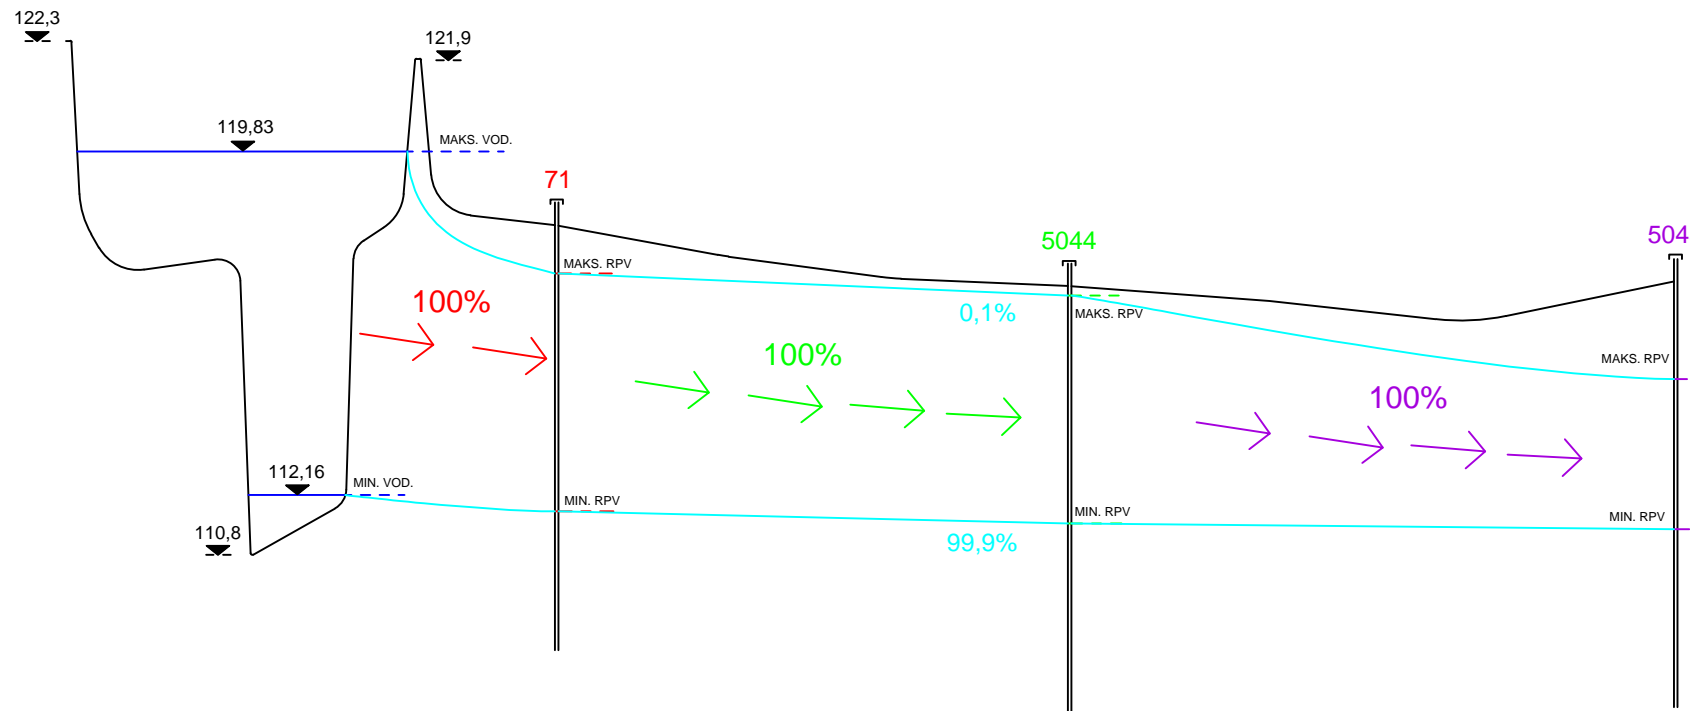 122,3
121,9
119,83
MAKS. VOD.
71
5044
504
MAKS. RPV
100%
0,1%
MAKS. RPV
100%
MAKS. RPV
100%
112,16
MIN. VOD.
MIN. RPV
MIN. RPV
MIN. RPV
110,8
99,9%